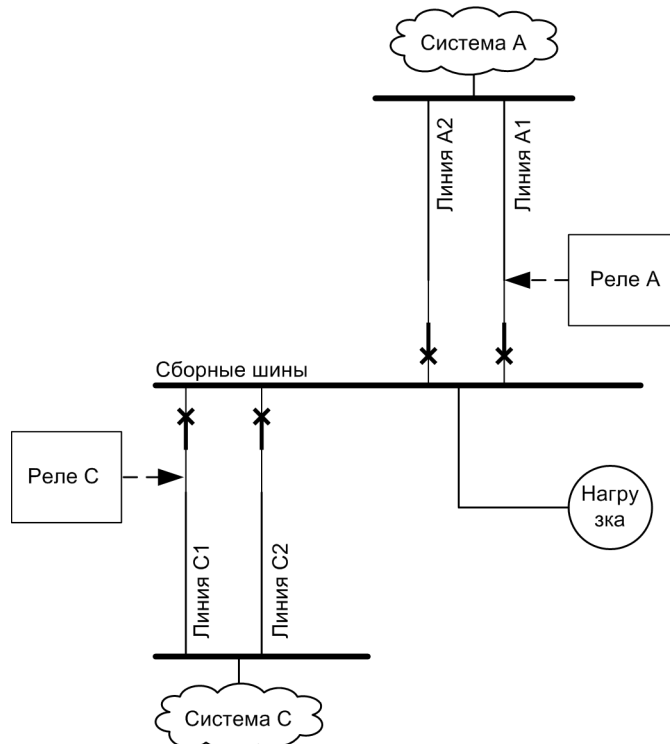 Система А
Линия А2
Линия А1
Реле А
Сборные шины
Реле С
Нагру
зка
Линия С1
Линия С2
Система С